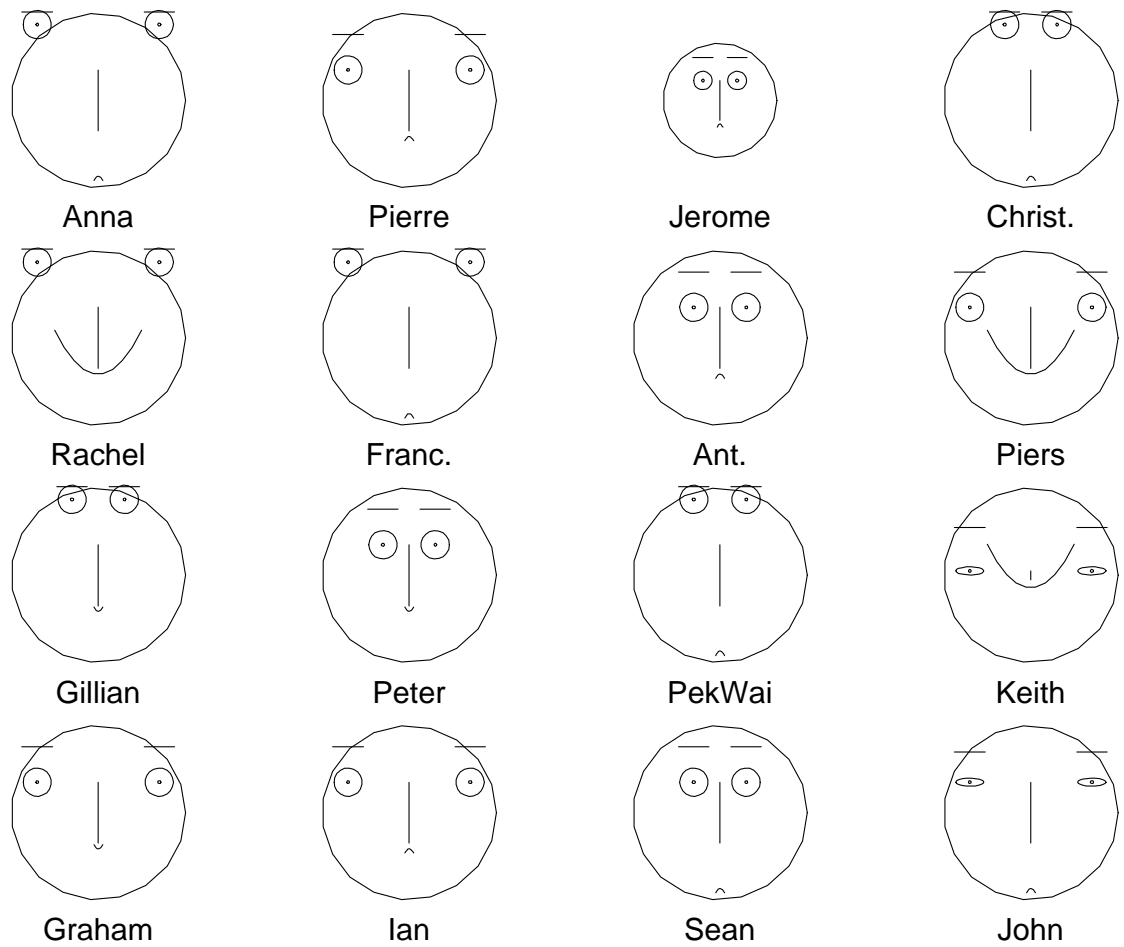 Anna Pierre Jerome Christ.
Rachel Franc. Ant. Piers
Gillian Peter PekWai Keith
Graham Ian Sean John